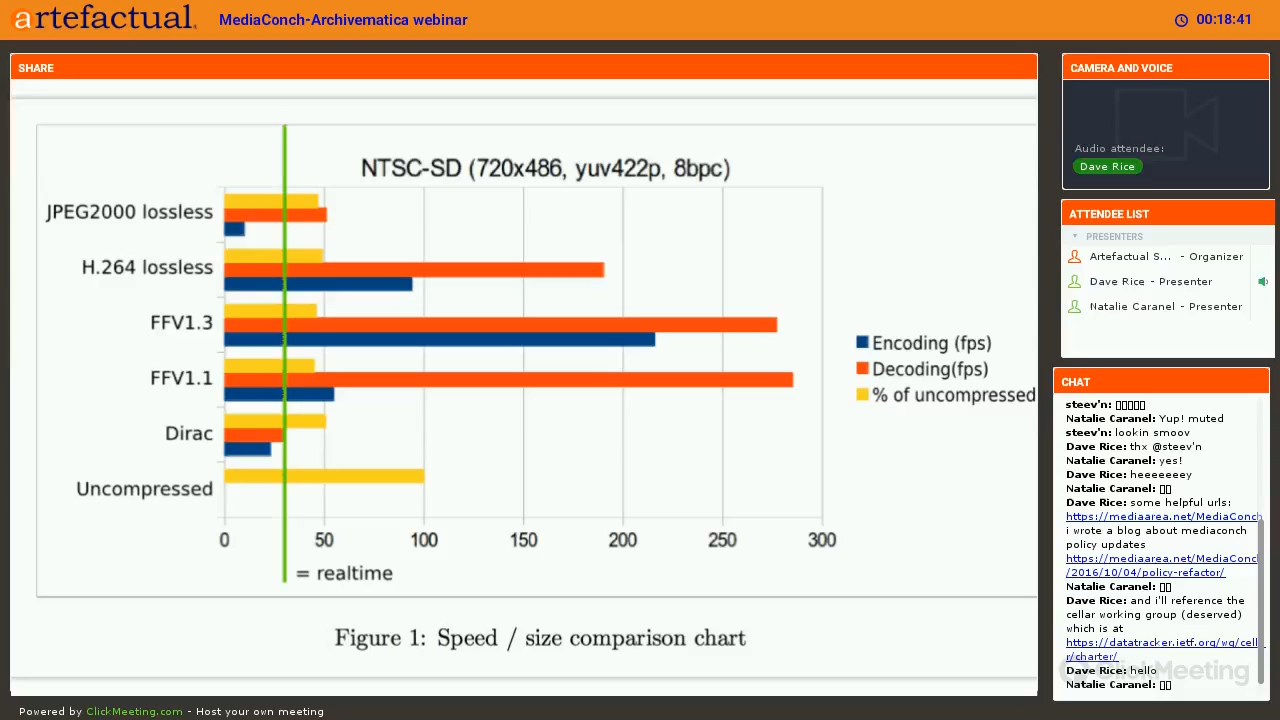 artefactual
MediaConch-Archivematica webinar
00:18:41
SHARE
NTSC-SD (720x486, yuv422p, 8bpc)
JPEG2000 lossless
H.264 lossless
FFV1.3
FFV1.1
Dirac
Uncompressed
Encoding (fps)
Decoding(fps)
% of uncompressed
0 50 100 150 200 250 300
= realtime
Figure 1: Speed / size comparison chart
CAMERA AND VOICE
Audio attendee:
Dave Rice
ATTENDEE LIST
PRESENTERS
Artefactual S... - Organizer
Dave Rice - Presenter
Natalie Caranel - Presenter
CHAT
steev'n: ▯▯▯▯▯
Natalie Caranel: Yup! muted
steev'n: lookin smoov
Dave Rice: thx @steev'n
Natalie Caranel: yes!
Dave Rice: heeeeeeey
Natalie Caranel: ▯▯
Dave Rice: some helpful urls:
https://mediaarea.net/MediaConch
i wrote a blog about mediaconch
policy updates
https://mediaarea.net/MediaConch
/2016/10/04/policy-refactor/
Natalie Caranel: ▯▯
Dave Rice: and i'll reference the
cellar working group (deserved)
which is at
https://datatracker.ietf.org/wg/cella
r/charter/
Dave Rice: hello
Natalie Caranel: ▯▯
ClickMeeting
Powered by ClickMeeting.com - Host your own meeting